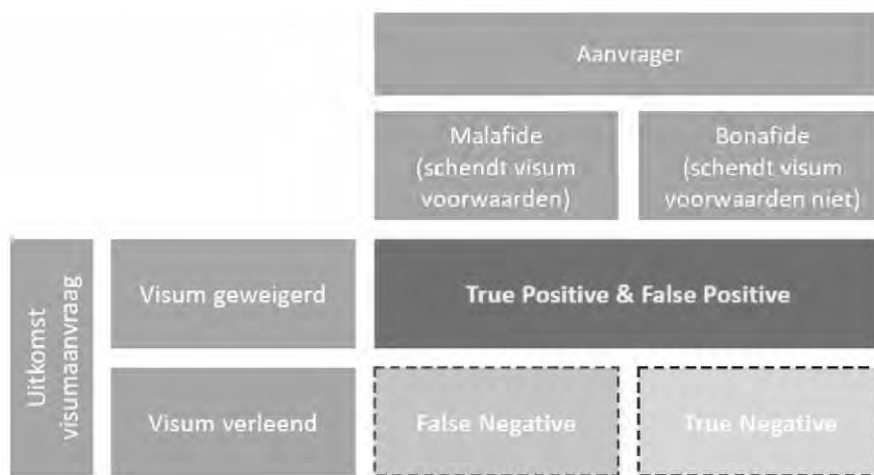 Aanvrager
Malafide
(schendt visum
voorwaarden)
Bonafide
(schendt visum
voorwaarden niet)
Uitkomst
visumaanvraag
Visum geweigerd
True Positive & False Positive
Visum verleend
False Negative
True Negative